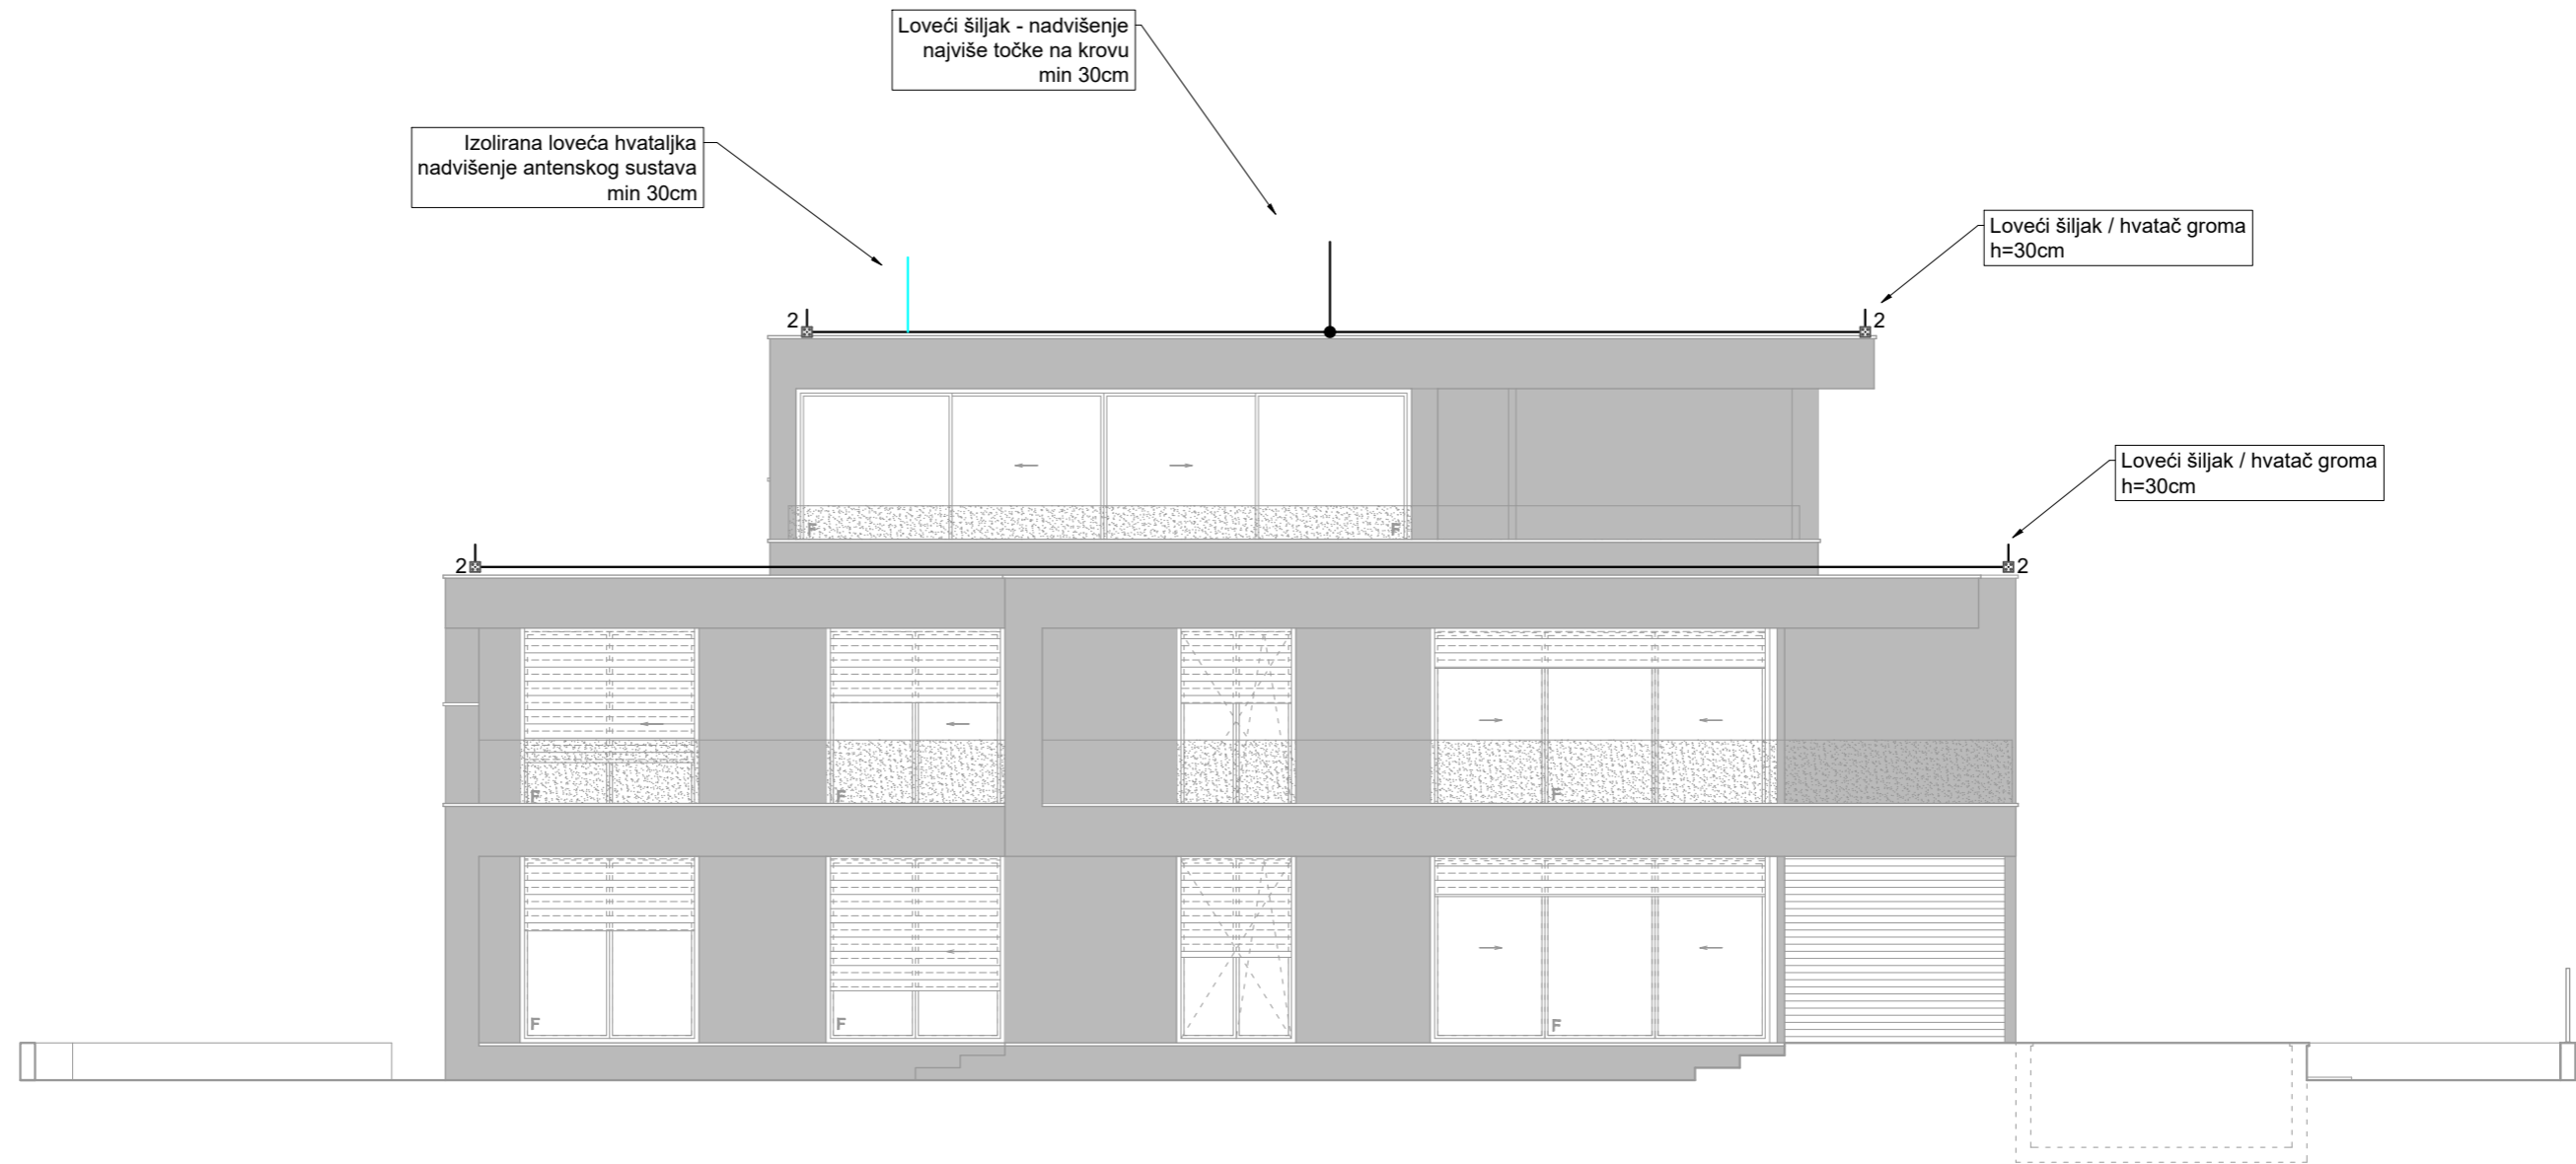 Loveći šiljak - nadvišenje
najviše točke na krovu
min 30cm
Izolirana loveća hvataljka
nadvišenje antenskog sustava
min 30cm
Loveći šiljak / hvatač groma
h=30cm
2
2
Loveći šiljak / hvatač groma
h=30cm
F
F
2
2
F
F
F
F
F
F